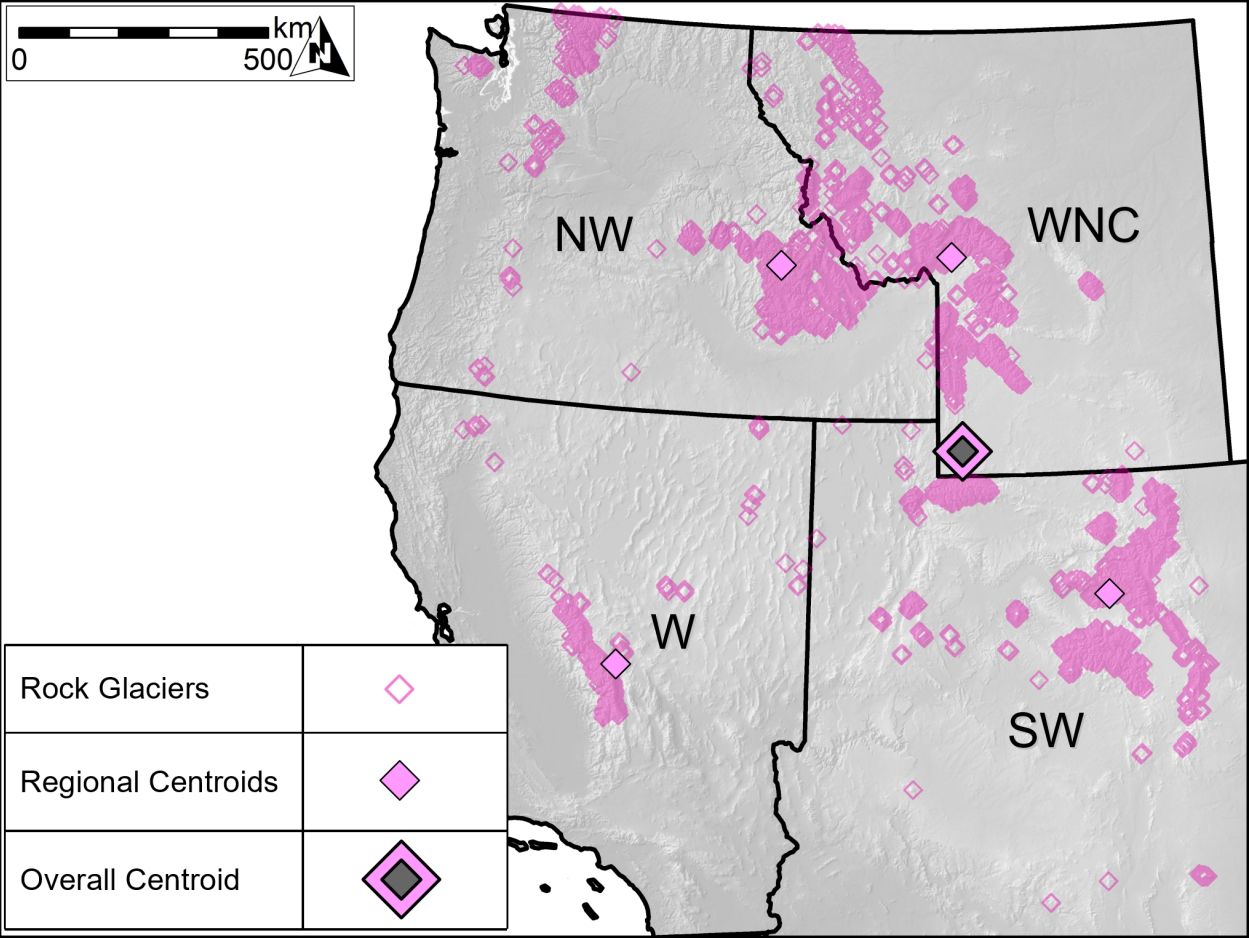 km
0 500 N
NW
WNC
W
SW
Rock Glaciers
Regional Centroids
Overall Centroid